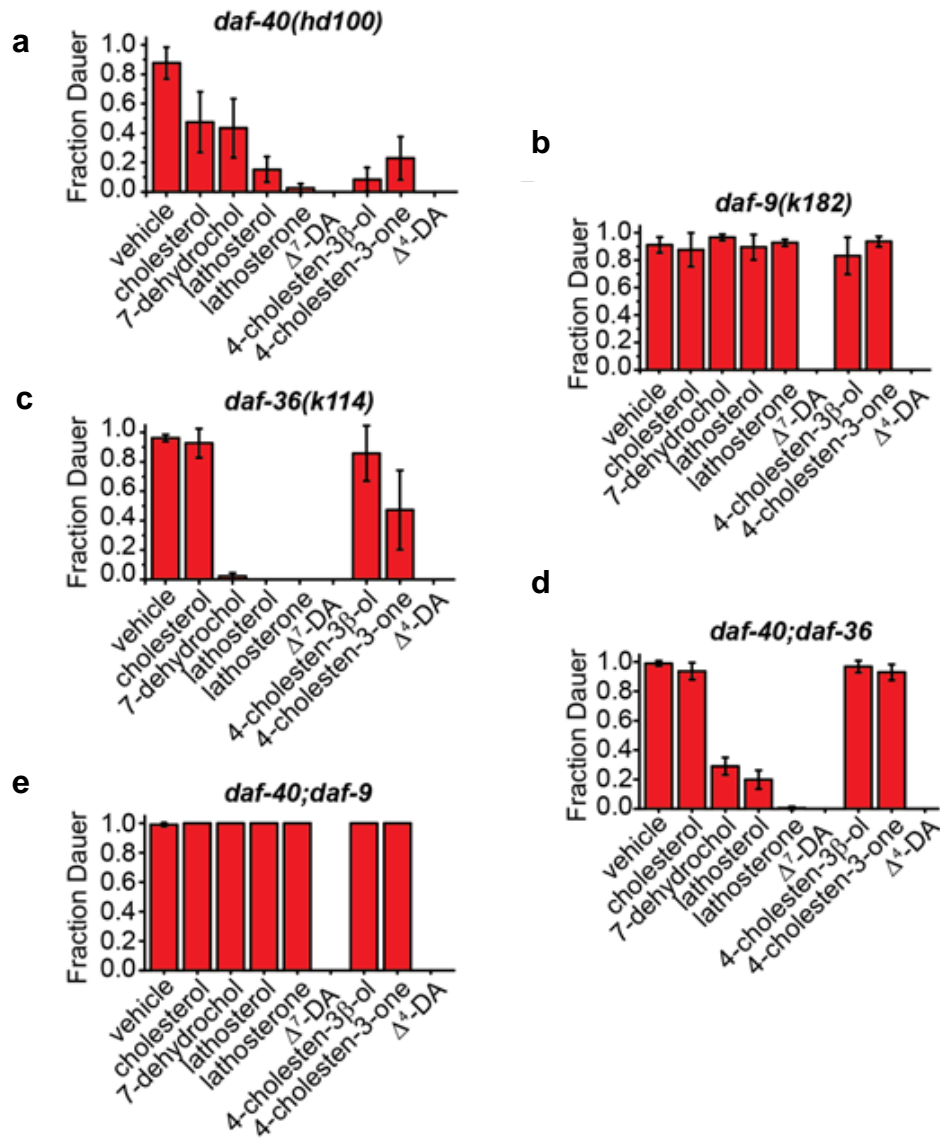 a
daf-40(hd100)
Fraction Dauer
1.0
0.8
0.6
0.4
0.2
0.0
vehicle
cholesterol
7-dehydrochol
lathosterol
lathosterone
Δ⁷-DA
4-cholesten-3β-ol
4-cholesten-3-one
Δ⁴-DA
b
daf-9(k182)
Fraction Dauer
1.0
0.8
0.6
0.4
0.2
0.0
vehicle
cholesterol
7-dehydrochol
lathosterol
lathosterone
Δ⁷-DA
4-cholesten-3β-ol
4-cholesten-3-one
Δ⁴-DA
c
daf-36(k114)
Fraction Dauer
1.0
0.8
0.6
0.4
0.2
0.0
vehicle
cholesterol
7-dehydrochol
lathosterol
lathosterone
Δ⁷-DA
4-cholesten-3β-ol
4-cholesten-3-one
Δ⁴-DA
d
daf-40;daf-36
Fraction Dauer
1.0
0.8
0.6
0.4
0.2
0.0
vehicle
cholesterol
7-dehydrochol
lathosterol
lathosterone
Δ⁷-DA
4-cholesten-3β-ol
4-cholesten-3-one
Δ⁴-DA
e
daf-40;daf-9
Fraction Dauer
1.0
0.8
0.6
0.4
0.2
0.0
vehicle
cholesterol
7-dehydrochol
lathosterol
lathosterone
Δ⁷-DA
4-cholesten-3β-ol
4-cholesten-3-one
Δ⁴-DA